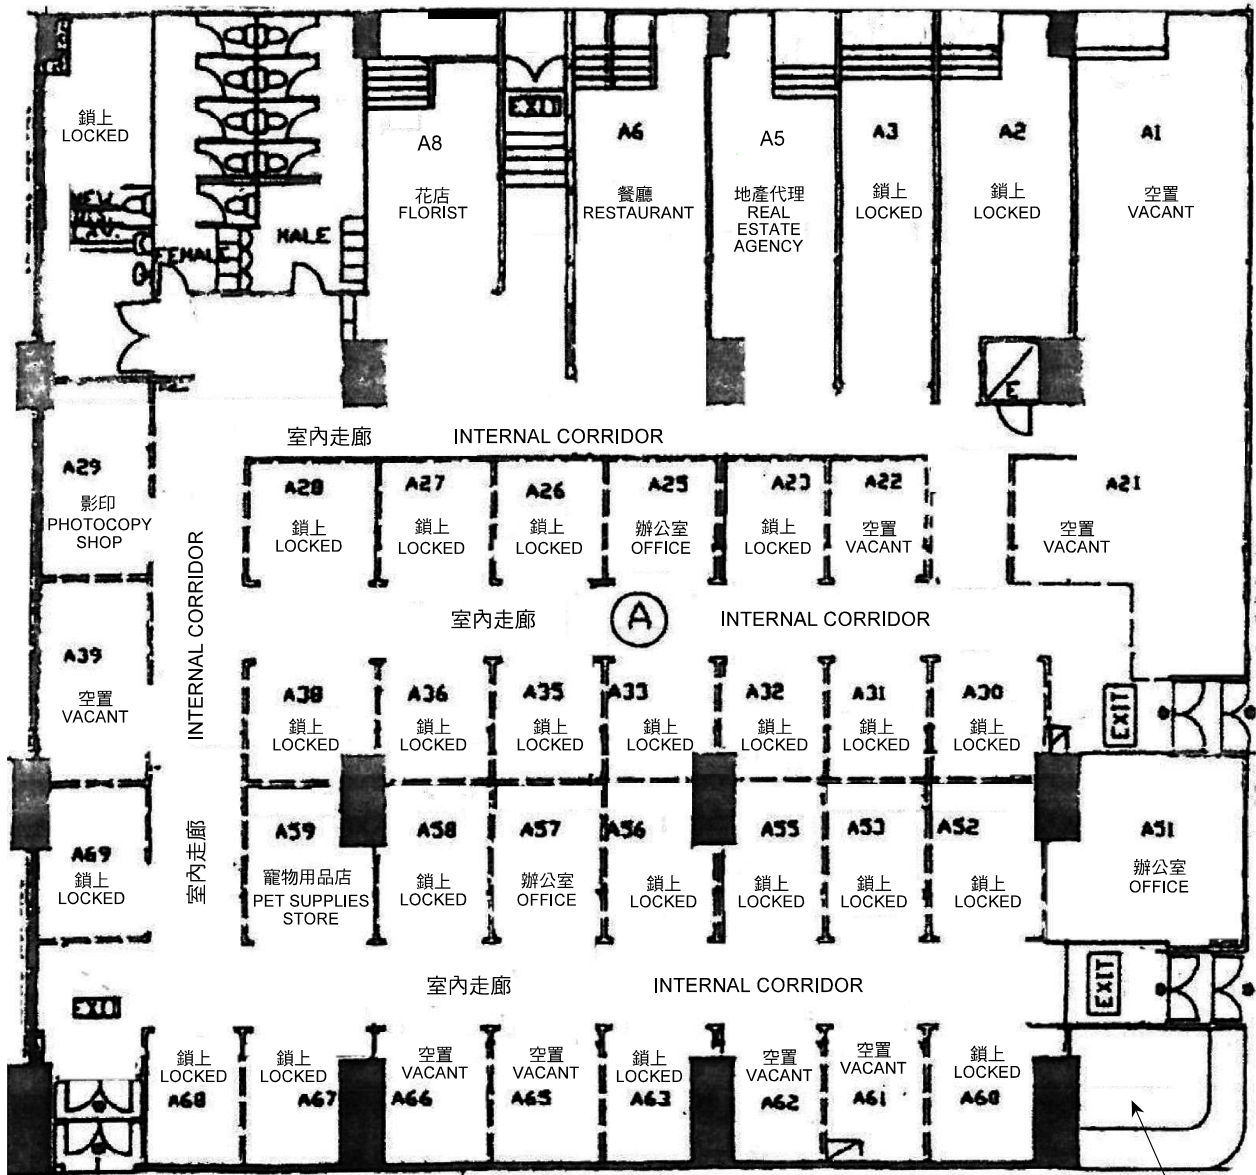 鎖上
LOCKED
NEW
LAV.
FEMALE
MALE
A8
花店
FLORIST
EXIT
A6
餐廳
RESTAURANT
A5
地產代理
REAL
ESTATE
AGENCY
A3
鎖上
LOCKED
A2
鎖上
LOCKED
A1
空置
VACANT
E
室內走廊
INTERNAL CORRIDOR
A29
影印
PHOTOCOPY
SHOP
A28
鎖上
LOCKED
A27
鎖上
LOCKED
A26
鎖上
LOCKED
A25
辦公室
OFFICE
A23
鎖上
LOCKED
A22
空置
VACANT
A21
空置
VACANT
INTERNAL CORRIDOR
室內走廊
室內走廊
A
INTERNAL CORRIDOR
A39
空置
VACANT
A38
鎖上
LOCKED
A36
鎖上
LOCKED
A35
鎖上
LOCKED
A33
鎖上
LOCKED
A32
鎖上
LOCKED
A31
鎖上
LOCKED
A30
鎖上
LOCKED
EXIT
A69
鎖上
LOCKED
A59
寵物用品店
PET SUPPLIES
STORE
A58
鎖上
LOCKED
A57
辦公室
OFFICE
A56
鎖上
LOCKED
A55
鎖上
LOCKED
A53
鎖上
LOCKED
A52
鎖上
LOCKED
A51
辦公室
OFFICE
室內走廊
INTERNAL CORRIDOR
EXIT
EXIT
鎖上
LOCKED
A68
鎖上
LOCKED
A67
空置
VACANT
A66
空置
VACANT
A65
鎖上
LOCKED
A63
空置
VACANT
A62
空置
VACANT
A61
鎖上
LOCKED
A60